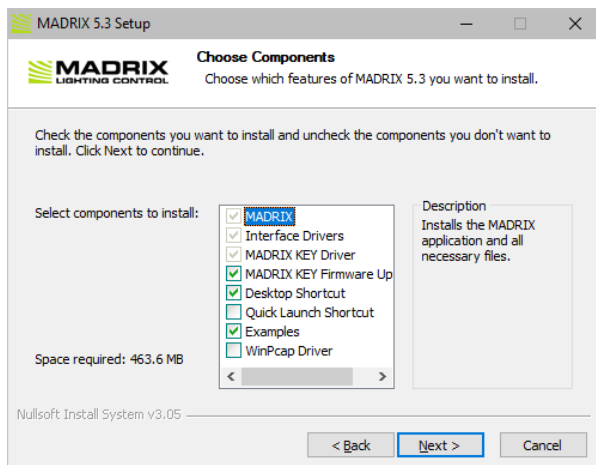 MADRIX 5.3 Setup
MADRIX
LIGHTING CONTROL
Choose Components
Choose which features of MADRIX 5.3 you want to install.
Check the components you want to install and uncheck the components you don't want to
install. Click Next to continue.
Select components to install:
MADRIX
Interface Drivers
MADRIX KEY Driver
MADRIX KEY Firmware Up
Desktop Shortcut
Quick Launch Shortcut
Examples
WinPcap Driver
Description
Installs the MADRIX
application and all
necessary files.
Space required: 463.6 MB
Nullsoft Install System v3.05
< Back
Next >
Cancel